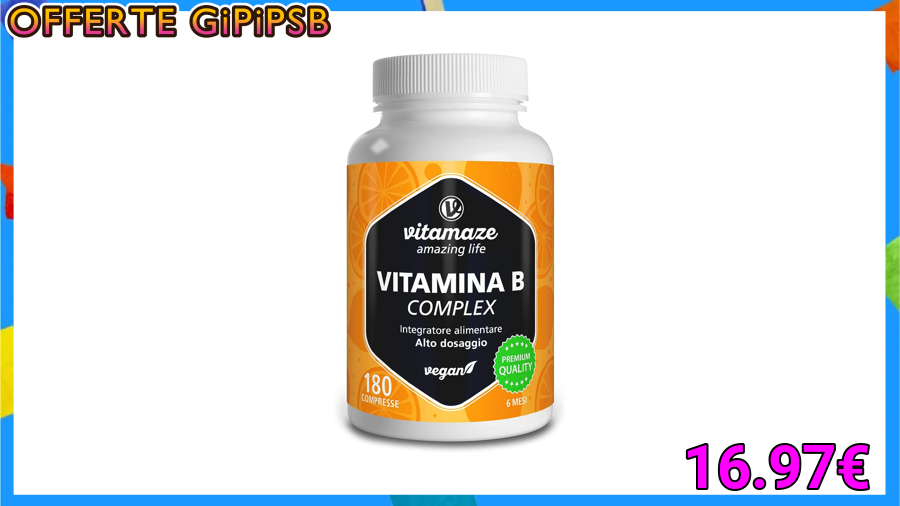 OFFERTE GiPiPSB
vitamaze
amazing life
VITAMINA B
COMPLEX
Integratore alimentare
Alto dosaggio
vegan
PREMIUM
QUALITY
180
COMPRESSE
6 MESI
16.97€